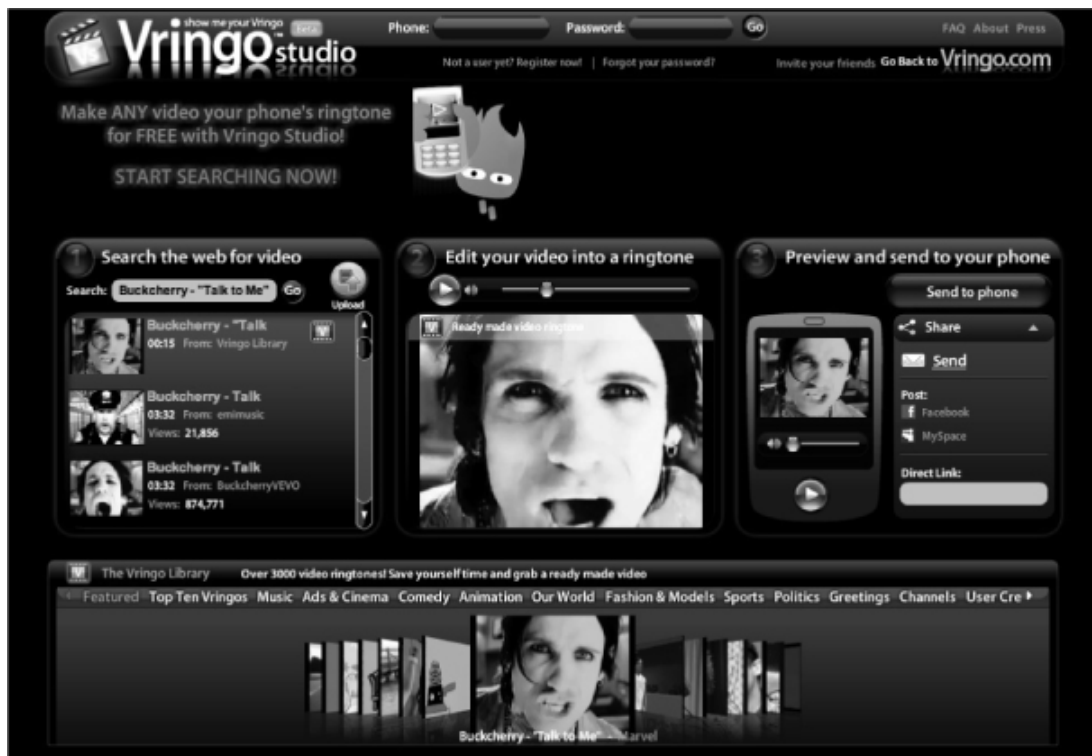 show me your Vringo
Vringo™ studio
Beta
Phone:
Password:
Go
FAQ About Press
Not a user yet? Register now! | Forgot your password?
Invite your friends Go Back to Vringo.com
Make ANY video your phone's ringtone
for FREE with Vringo Studio!
START SEARCHING NOW!
1 Search the web for video
Search: Buckcherry - "Talk to Me" Go
Upload
Buckcherry - "Talk
00:15 From: Vringo Library
Buckcherry - Talk
03:32 From: emimusic
Views: 21,856
Buckcherry - Talk
03:32 From: BuckcherryVEVO
Views: 874,771
2 Edit your video into a ringtone
Ready made video ringtone
3 Preview and send to your phone
Send to phone
Share
Send
Post:
Facebook
MySpace
Direct Link:
The Vringo Library Over 3000 video ringtones! Save yourself time and grab a ready made video
Featured Top Ten Vringos Music Ads & Cinema Comedy Animation Our World Fashion & Models Sports Politics Greetings Channels User Cre
Buckcherry - "Talk to Me" - Marvel